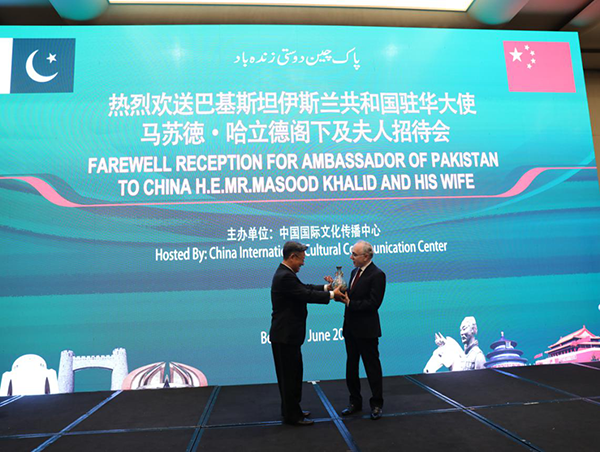 پاک چین دوستی زندہ باد
热烈欢送巴基斯坦伊斯兰共和国驻华大使
马苏德·哈立德阁下及夫人招待会
FAREWELL RECEPTION FOR AMBASSADOR OF PAKISTAN
TO CHINA H.E.MR.MASOOD KHALID AND HIS WIFE
主办单位：中国国际文化传播中心
Hosted By: China International Cultural Communication Center
June